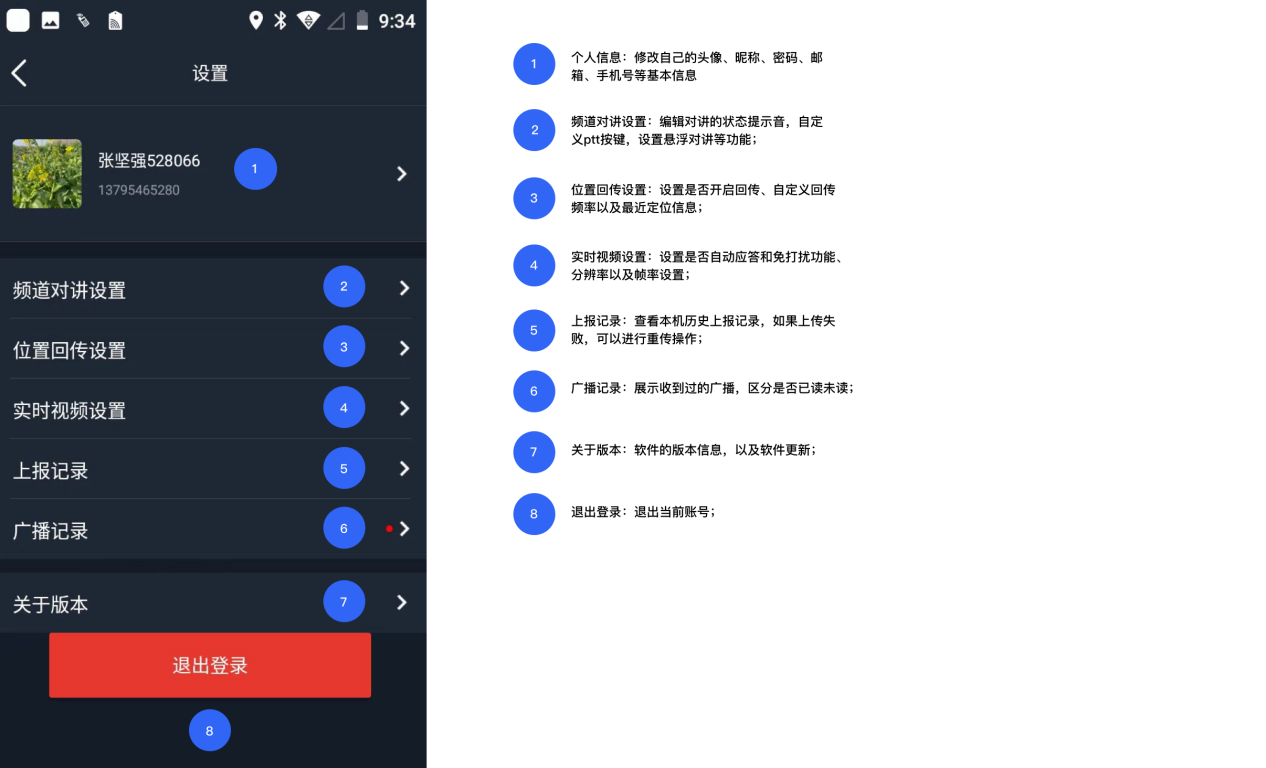 9:34
设置
张坚强528066
1
13795465280
频道对讲设置
2
位置回传设置
3
实时视频设置
4
上报记录
5
广播记录
6
关于版本
7
退出登录
8
1
个人信息：修改自己的头像、昵称、密码、邮
箱、手机号等基本信息
2
频道对讲设置：编辑对讲的状态提示音，自定
义ptt按键，设置悬浮对讲等功能；
3
位置回传设置：设置是否开启回传、自定义回传
频率以及最近定位信息；
4
实时视频设置：设置是否自动应答和免打扰功能、
分辨率以及帧率设置；
5
上报记录：查看本机历史上报记录，如果上传失
败，可以进行重传操作；
6
广播记录：展示收到过的广播，区分是否已读未读；
7
关于版本：软件的版本信息，以及软件更新；
8
退出登录：退出当前账号；